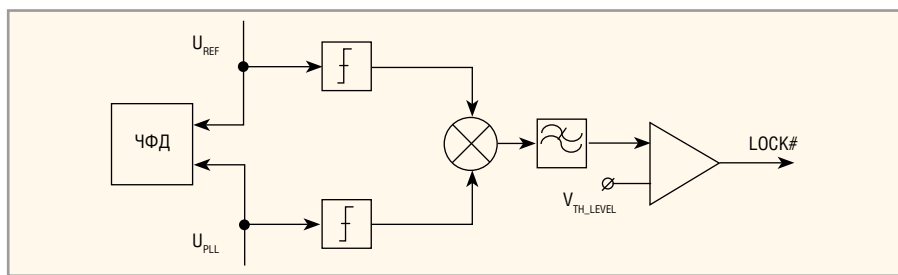 U_REF
ЧФД
LOCK#
V_TH_LEVEL
U_PLL